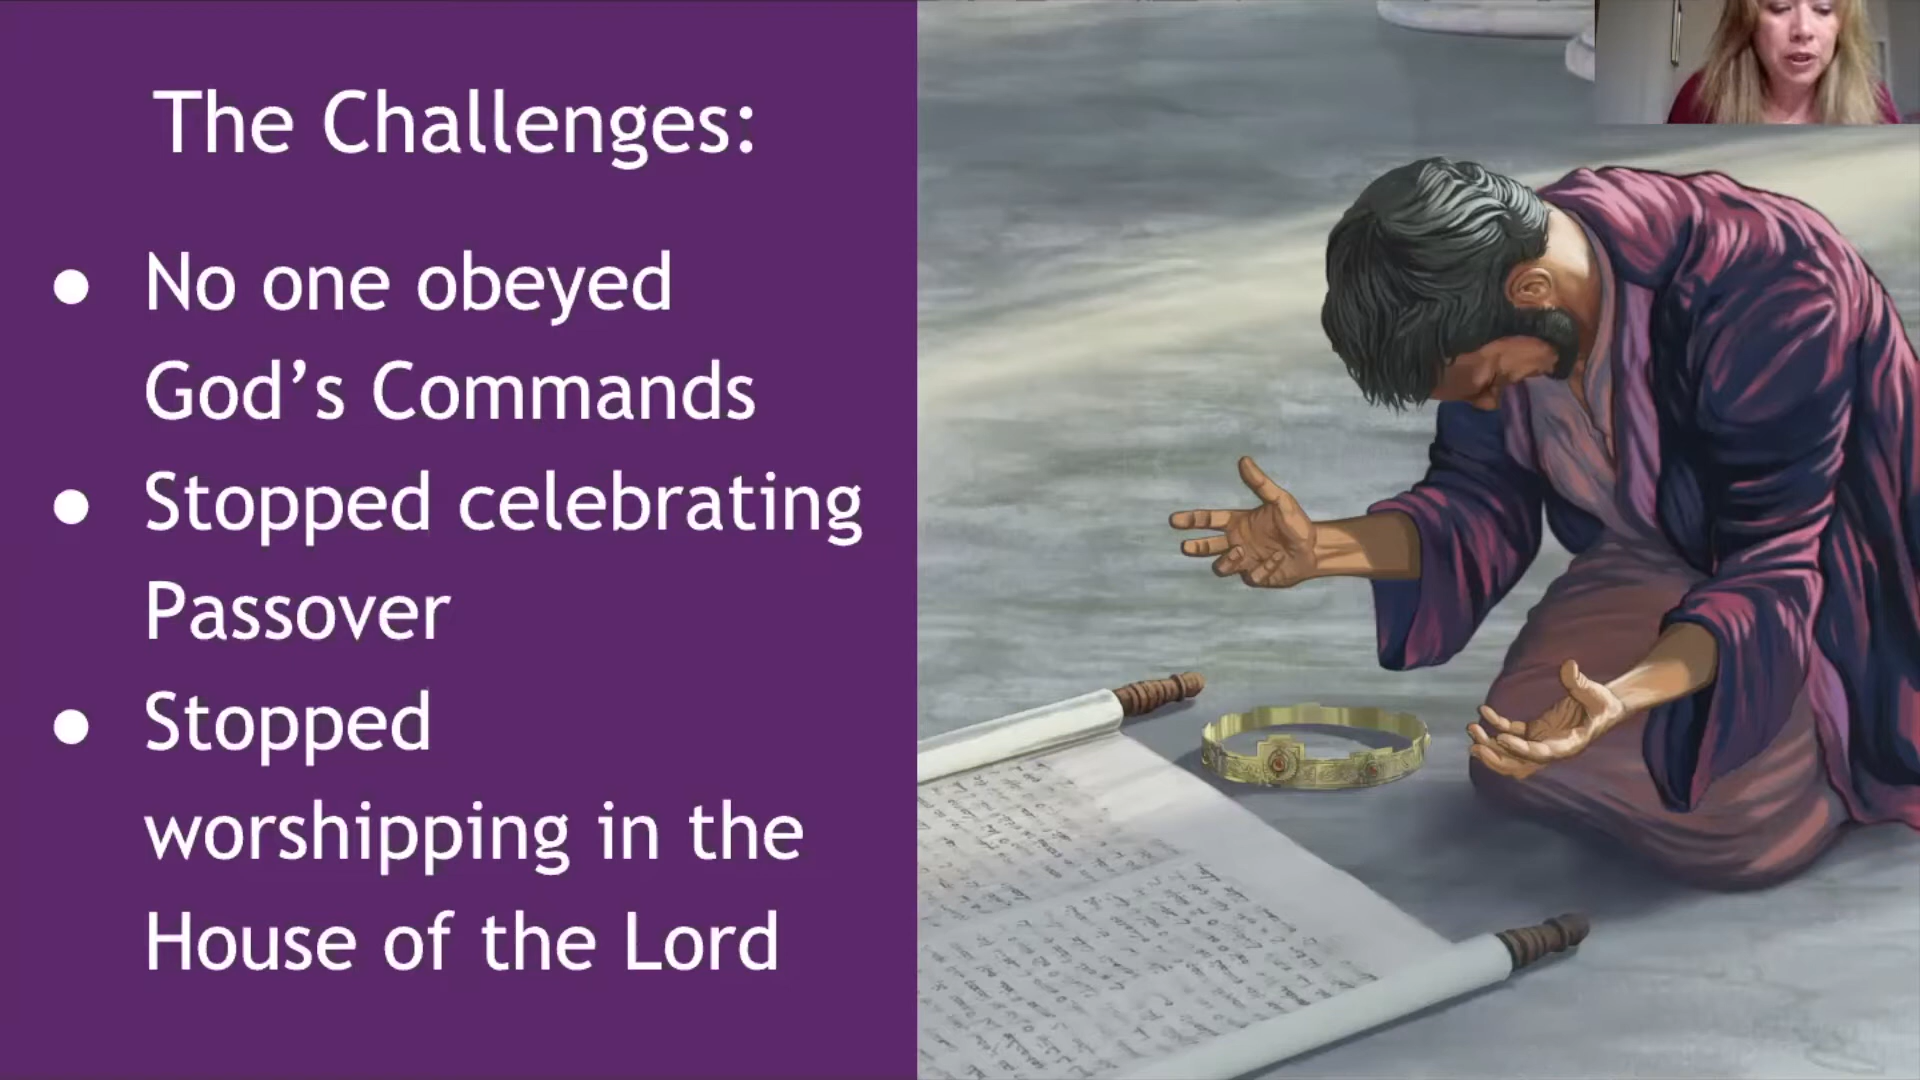 The Challenges:
● No one obeyed
God’s Commands
● Stopped celebrating
Passover
● Stopped
worshipping in the
House of the Lord